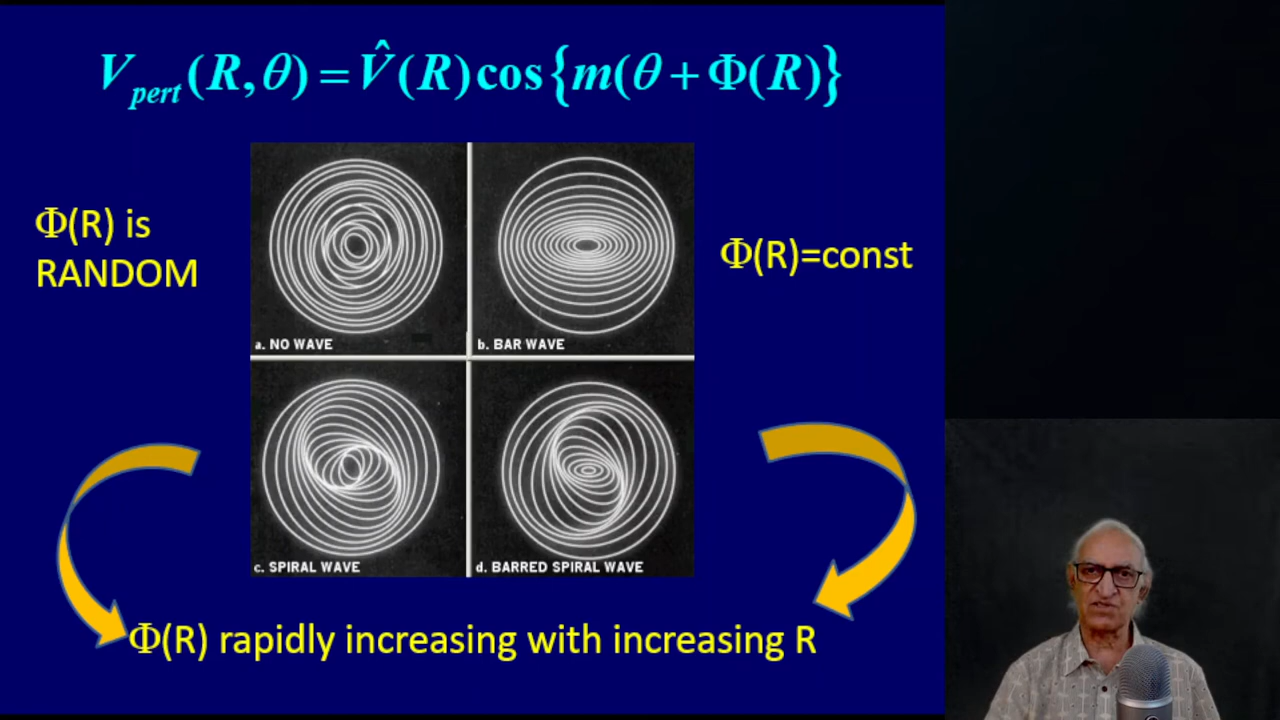 V_pert(R,θ) = V̂(R)cos{m(θ+Φ(R)}
Φ(R) is
RANDOM
Φ(R)=const
a. NO WAVE
b. BAR WAVE
c. SPIRAL WAVE
d. BARRED SPIRAL WAVE
Φ(R) rapidly increasing with increasing R